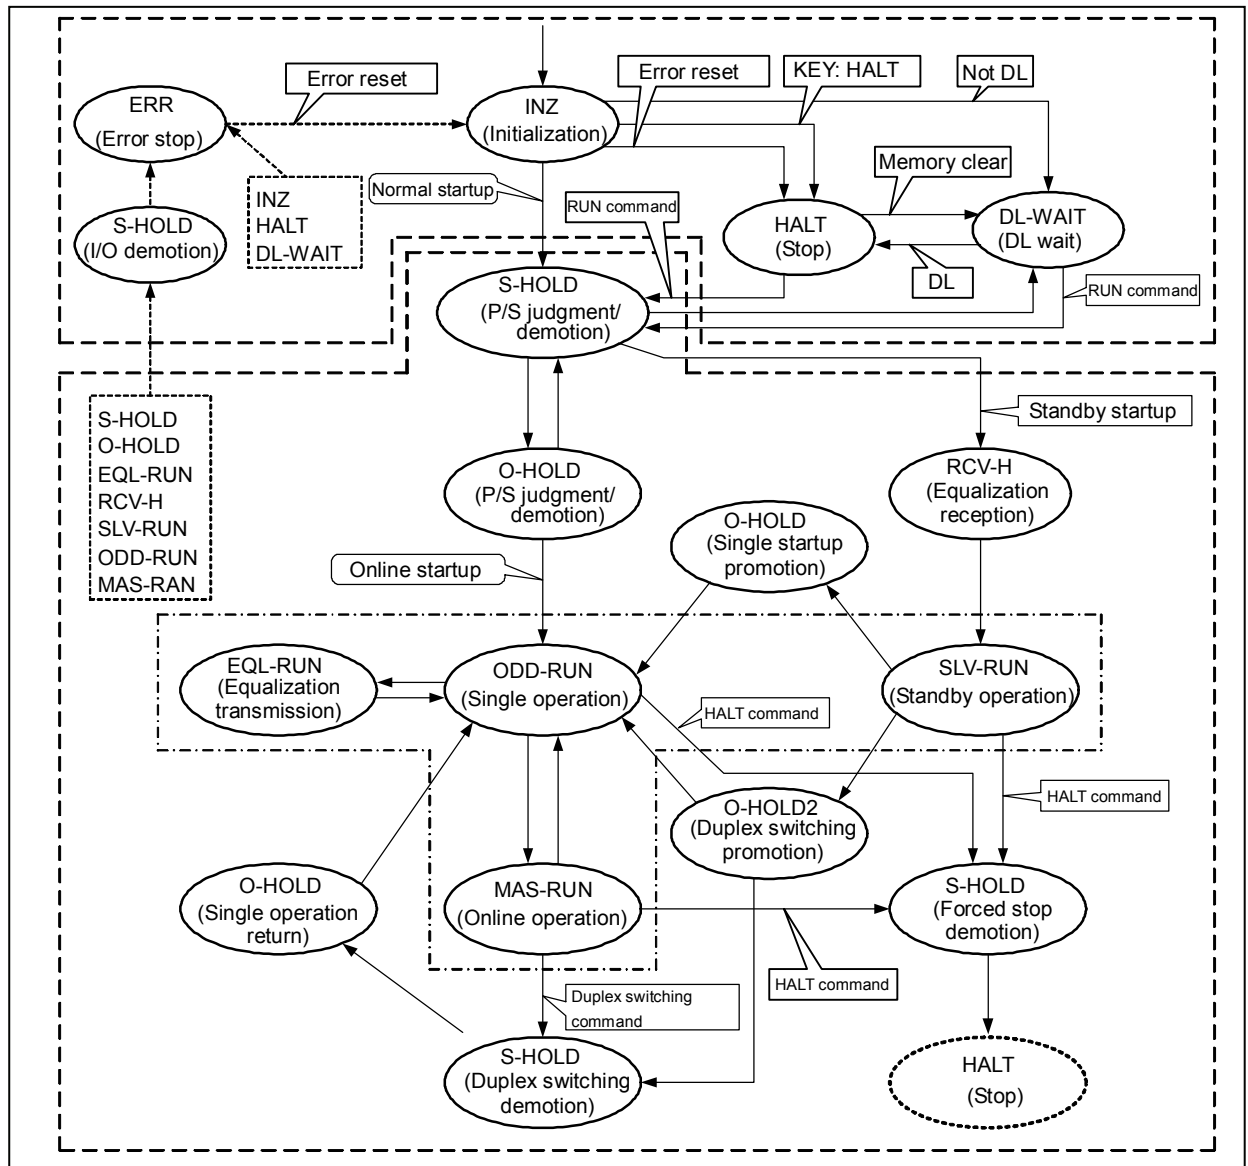 Error reset
Error reset
KEY: HALT
Not DL
ERR
(Error stop)
INZ
(Initialization)
Memory clear
Normal startup
INZ
HALT
DL-WAIT
RUN command
HALT
(Stop)
DL-WAIT
(DL wait)
S-HOLD
(I/O demotion)
DL
RUN command
S-HOLD
(P/S judgment/
demotion)
Standby startup
S-HOLD
O-HOLD
EQL-RUN
RCV-H
SLV-RUN
ODD-RUN
MAS-RAN
O-HOLD
(P/S judgment/
demotion)
RCV-H
(Equalization
reception)
O-HOLD
(Single startup
promotion)
Online startup
EQL-RUN
(Equalization
transmission)
ODD-RUN
(Single operation)
SLV-RUN
(Standby operation)
HALT command
HALT command
O-HOLD2
(Duplex switching
promotion)
O-HOLD
(Single operation
return)
MAS-RUN
(Online operation)
S-HOLD
(Forced stop
demotion)
HALT command
Duplex switching
command
S-HOLD
(Duplex switching
demotion)
HALT
(Stop)